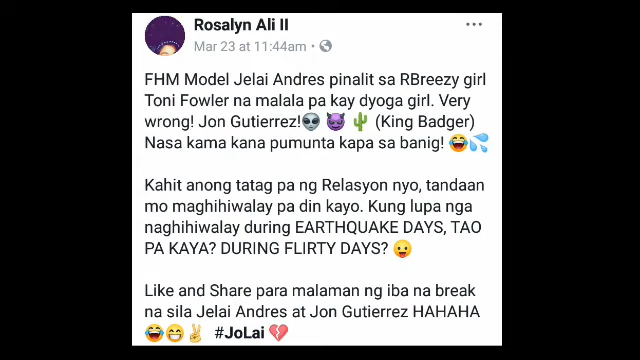 Rosalyn Ali II
Mar 23 at 11:44am ·
FHM Model Jelai Andres pinalit sa RBreezy girl
Toni Fowler na malala pa kay dyoga girl. Very
wrong! Jon Gutierrez!👽 😈 🌵 (King Badger)
Nasa kama kana pumunta kapa sa banig! 😂💦
Kahit anong tatag pa ng Relasyon nyo, tandaan
mo maghihiwalay pa din kayo. Kung lupa nga
naghihiwalay during EARTHQUAKE DAYS, TAO
PA KAYA? DURING FLIRTY DAYS? 😜
Like and Share para malaman ng iba na break
na sila Jelai Andres at Jon Gutierrez HAHAHA
😂😁✌ #JoLai 💔